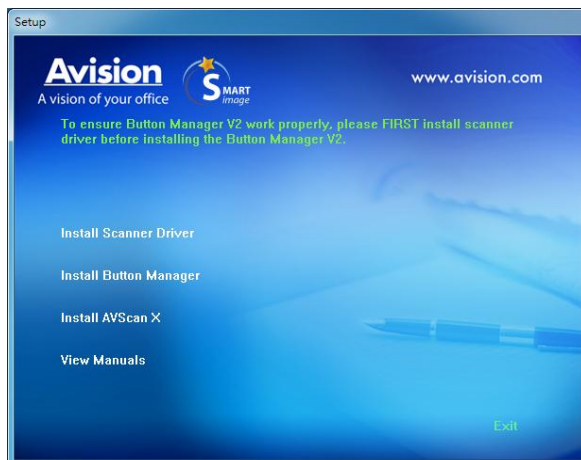 Setup
Avision
A vision of your office
SMART
image
www.avision.com
To ensure Button Manager V2 work properly, please FIRST install scanner
driver before installing the Button Manager V2.
Install Scanner Driver
Install Button Manager
Install AVScan X
View Manuals
Exit